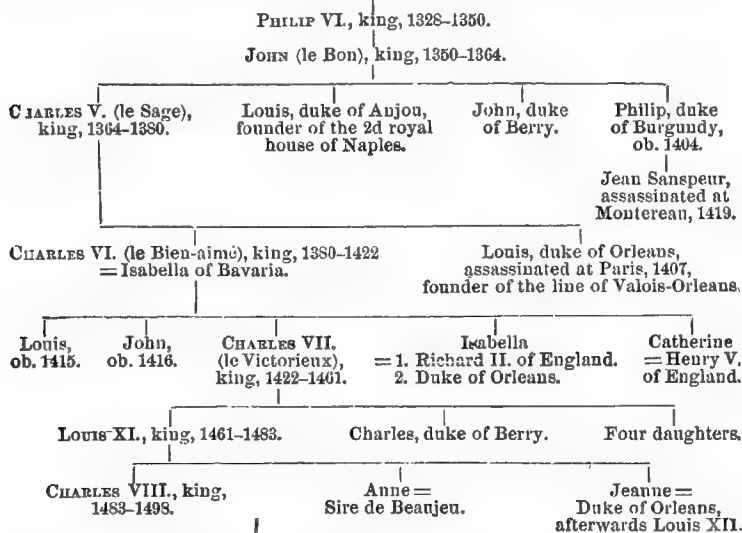 PHILIP VI., king, 1328-1350.
JOHN (le Bon), king, 1350-1364.
CHARLES V. (le Sage),
king, 1364-1380.
Louis, duke of Anjou,
founder of the 2d royal
house of Naples.
John, duke
of Berry.
Philip, duke
of Burgundy,
ob. 1404.
Jean Sanspeur,
assassinated at
Montereau, 1419.
CHARLES VI. (le Bien-aimé), king, 1380-1422
= Isabella of Bavaria.
Louis, duke of Orleans,
assassinated at Paris, 1407,
founder of the line of Valois-Orleans.
Louis,
ob. 1415.
John,
ob. 1416.
CHARLES VII.
(le Victorieux),
king, 1422-1461.
Isabella
= 1. Richard II. of England.
2. Duke of Orleans.
Catherine
= Henry V.
of England.
LOUIS XI., king, 1461-1483.
Charles, duke of Berry.
Four daughters.
CHARLES VIII., king,
1483-1498.
Anne =
Sire de Beaujeu.
Jeanne =
Duke of Orleans,
afterwards Louis XII.